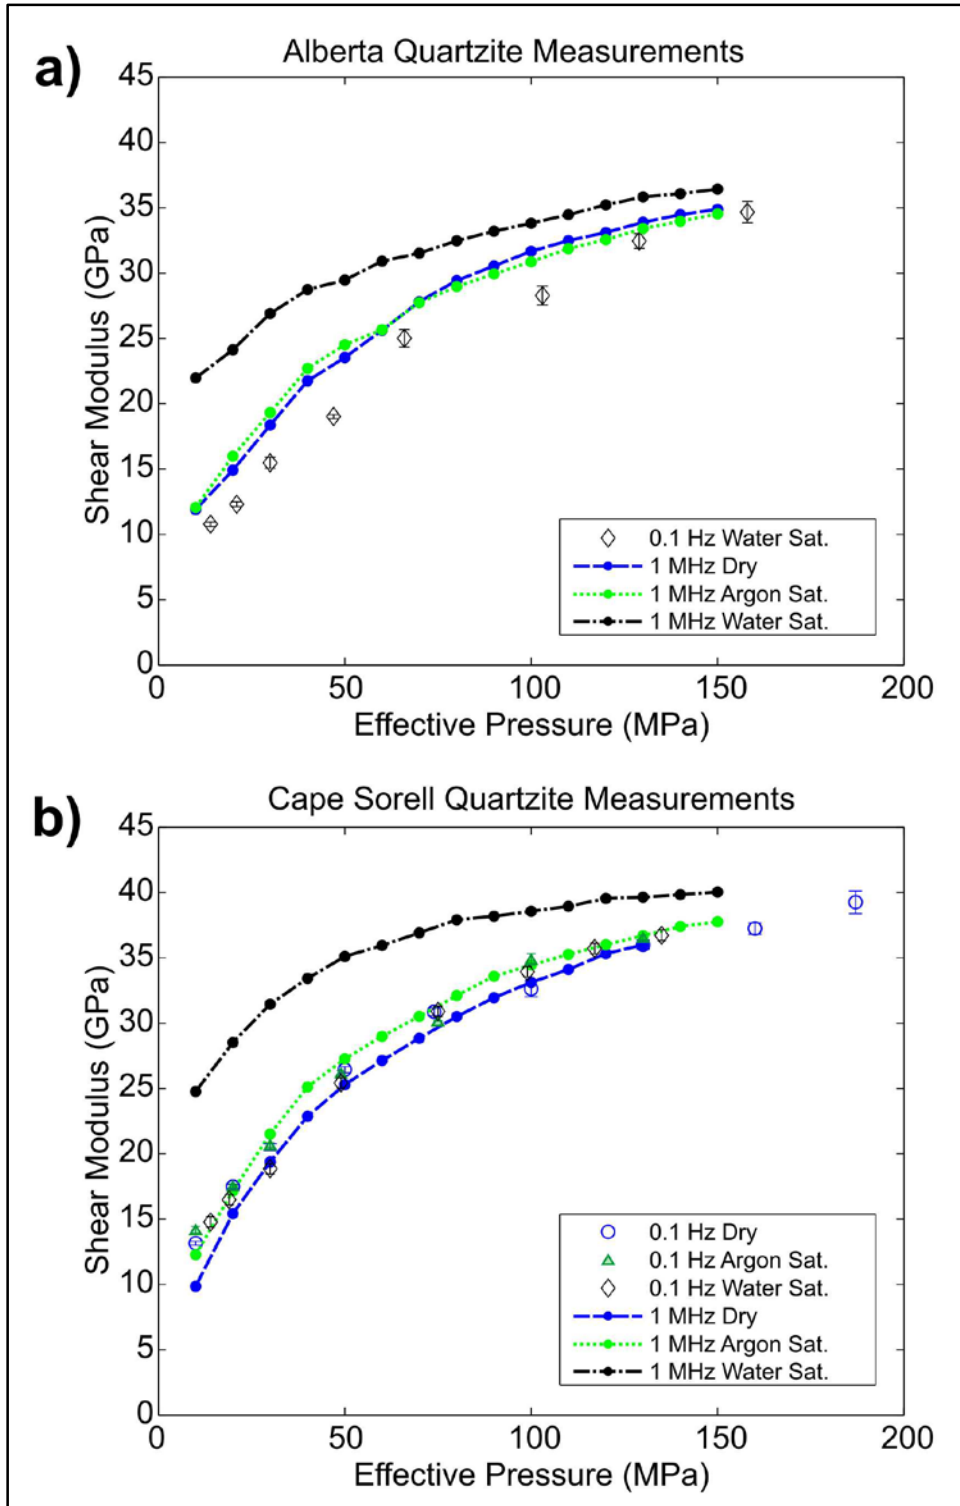 a)
Alberta Quartzite Measurements
45
40
35
30
25
20
15
10
5
0
Shear Modulus (GPa)
0.1 Hz Water Sat.
1 MHz Dry
1 MHz Argon Sat.
1 MHz Water Sat.
0 50 100 150 200
Effective Pressure (MPa)
b)
Cape Sorell Quartzite Measurements
45
40
35
30
25
20
15
10
5
0
Shear Modulus (GPa)
0.1 Hz Dry
0.1 Hz Argon Sat.
0.1 Hz Water Sat.
1 MHz Dry
1 MHz Argon Sat.
1 MHz Water Sat.
0 50 100 150 200
Effective Pressure (MPa)